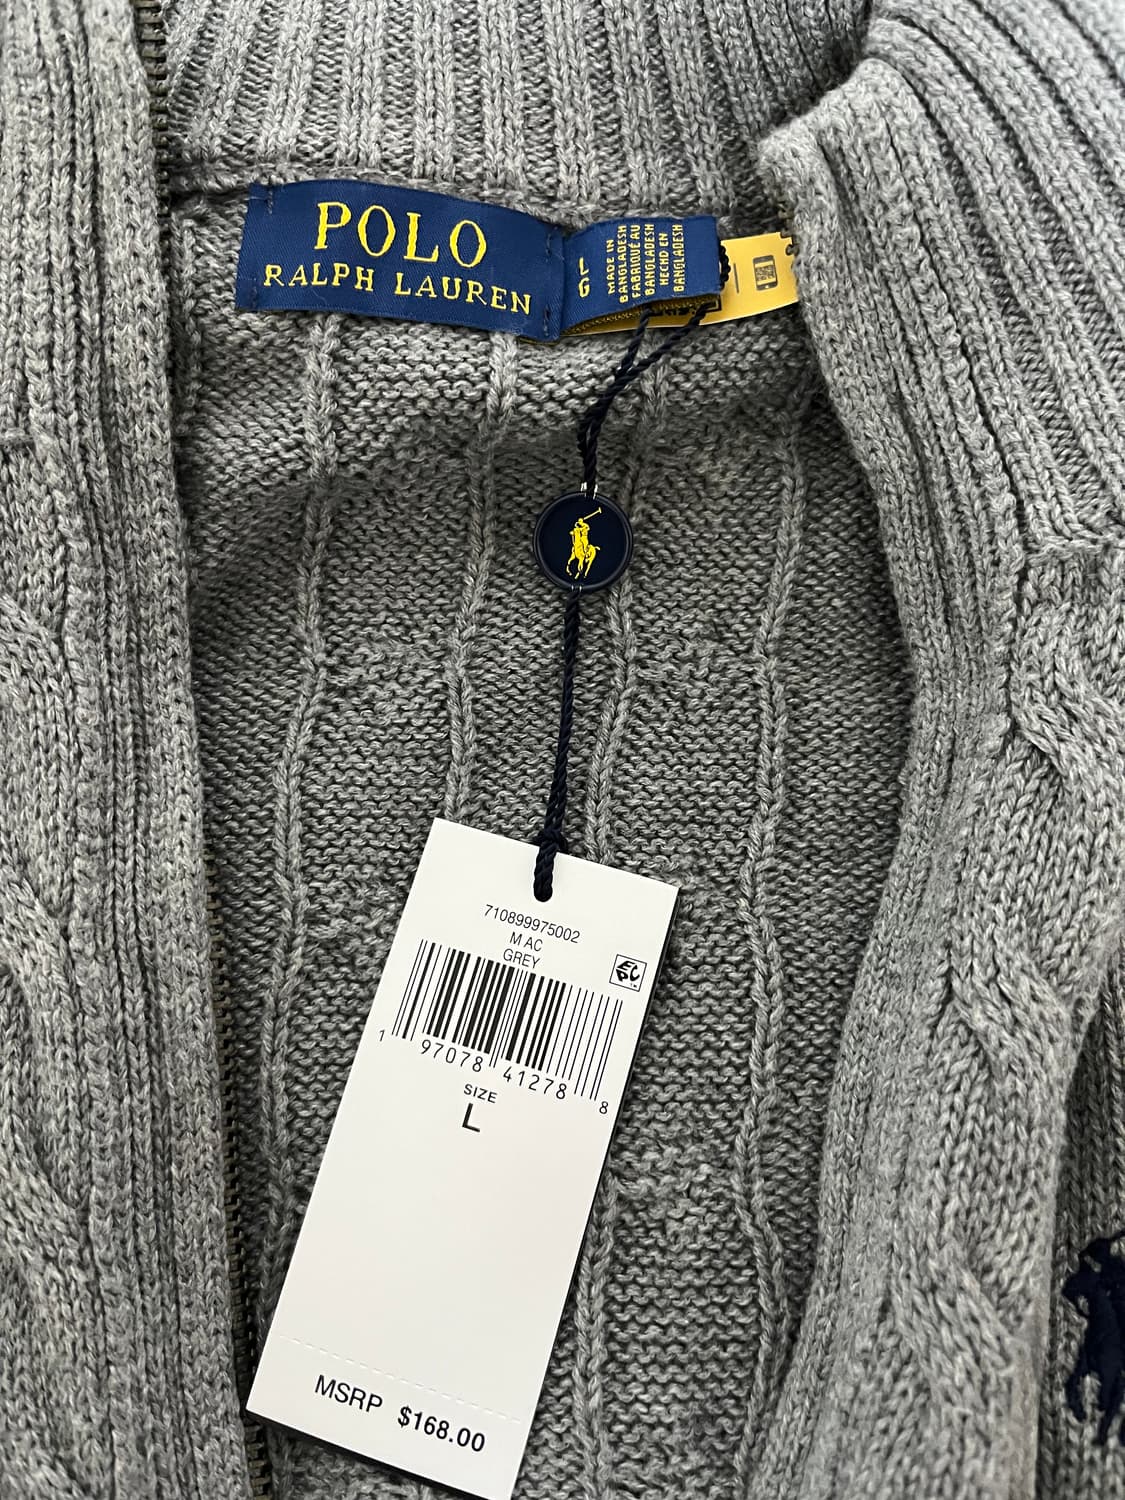 POLO
RALPH LAUREN
L
G
MADE IN
BANGLADESH
FABRIQUÉ AU
BANGLADESH
HECHO EN
BANGLADESH
710899975002
M AC
GREY
EPC
1 97078 41278 8
SIZE
L
MSRP $168.00